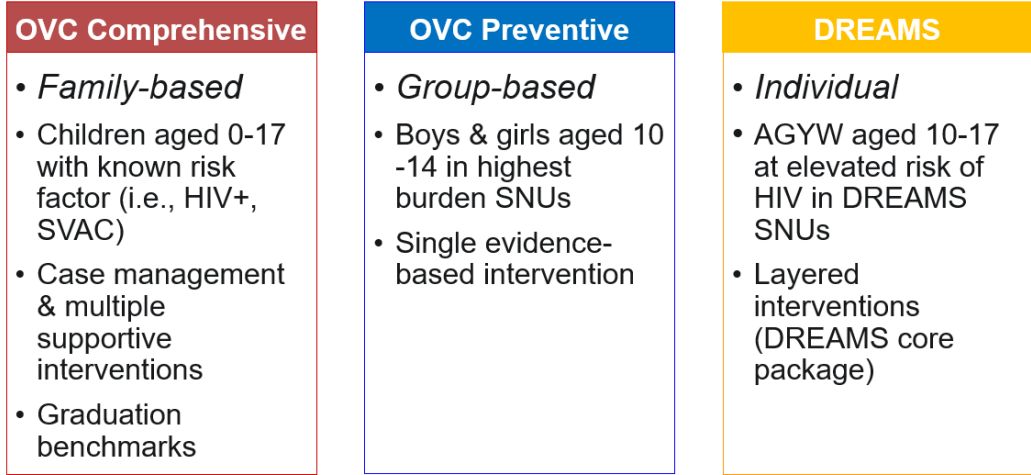 OVC Comprehensive
• Family-based
• Children aged 0-17
with known risk
factor (i.e., HIV+,
SVAC)
• Case management
& multiple
supportive
interventions
• Graduation
benchmarks
OVC Preventive
• Group-based
• Boys & girls aged 10
-14 in highest
burden SNUs
• Single evidence-
based intervention
DREAMS
• Individual
• AGYW aged 10-17
at elevated risk of
HIV in DREAMS
SNUs
• Layered
interventions
(DREAMS core
package)